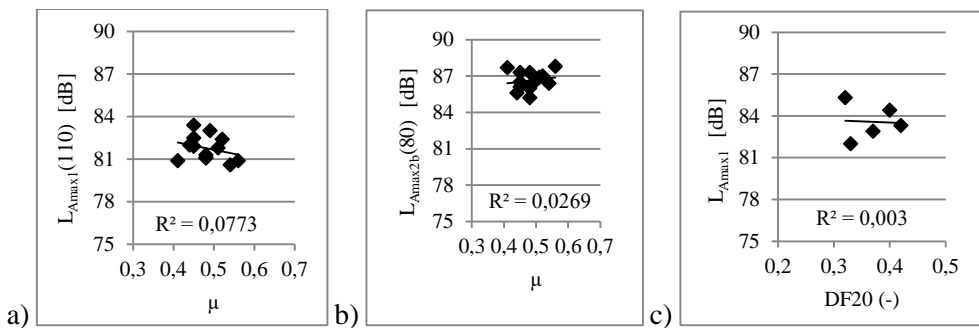 90
87
84
81
78
75
L_Amax1(110) [dB]
R² = 0,0773
0,3 0,4 0,5 0,6 0,7
μ
a)
90
87
84
81
78
75
L_Amax2b(80) [dB]
R² = 0,0269
0,3 0,4 0,5 0,6 0,7
μ
b)
90
87
84
81
78
75
L_Amax1 [dB]
R² = 0,003
0,2 0,3 0,4 0,5
DF20 (-)
c)